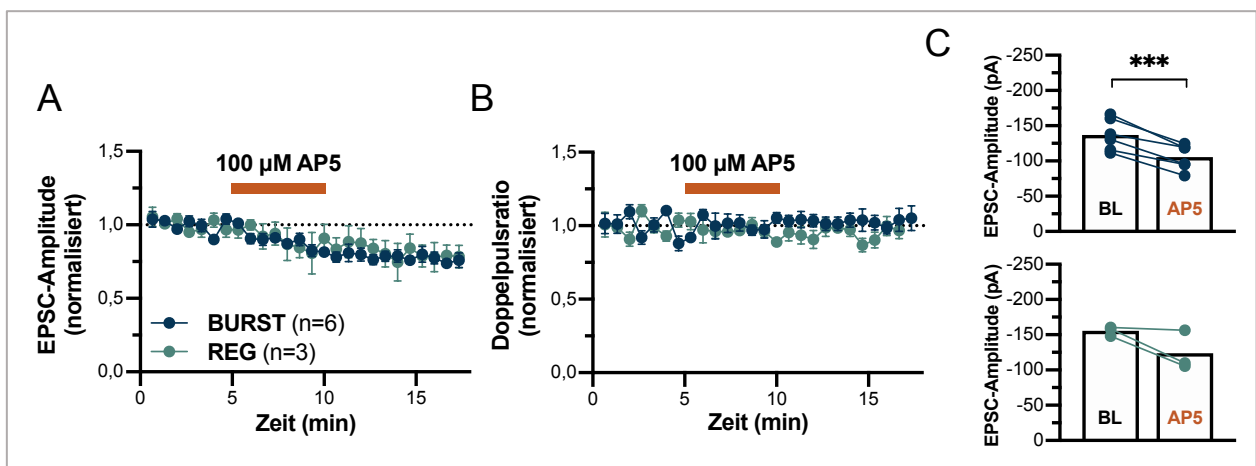 A
100 µM AP5
EPSC-Amplitude
(normalisiert)
1,5
1,0
0,5
0,0
BURST (n=6)
REG (n=3)
0 5 10 15
Zeit (min)
B
100 µM AP5
Doppelpulsratio
(normalisiert)
1,5
1,0
0,5
0,0
0 5 10 15
Zeit (min)
C
EPSC-Amplitude (pA)
-250
-200
-150
-100
-50
0
***
BL AP5
EPSC-Amplitude (pA)
-250
-200
-150
-100
-50
0
BL AP5